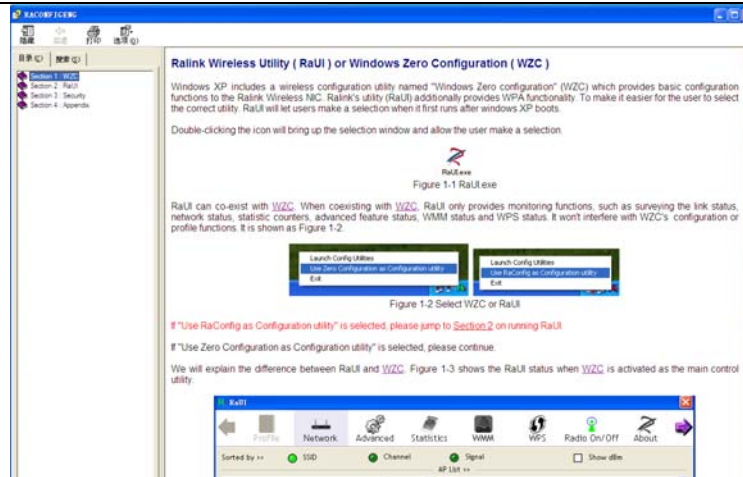 RACONFIGENG
隐藏 后退 打印 选项(O)
目录(C) 搜索(S)
Section 1 : WZC
Section 2 : RaUI
Section 3 : Security
Section 4 : Appendix
Ralink Wireless Utility ( RaUI ) or Windows Zero Configuration ( WZC )
Windows XP includes a wireless configuration utility named "Windows Zero configuration" (WZC) which provides basic configuration
functions to the Ralink Wireless NIC. Ralink's utility (RaUI) additionally provides WPA functionality. To make it easier for the user to select
the correct utility. RaUI will let users make a selection when it first runs after windows XP boots.
Double-clicking the icon will bring up the selection window and allow the user make a selection.
RaUI.exe
Figure 1-1 RaUI.exe
RaUI can co-exist with WZC. When coexisting with WZC, RaUI only provides monitoring functions, such as surveying the link status,
network status, statistic counters, advanced feature status, WMM status and WPS status. It won't interfere with WZC's configuration or
profile functions. It is shown as Figure 1-2.
Launch Config Utilities
Use Zero Configuration as Configuration utility
Exit
Launch Config Utilities
Use RaConfig as Configuration utility
Exit
Figure 1-2 Select WZC or RaUI
If "Use RaConfig as Configuration utility" is selected, please jump to Section 2 on running RaUI.
If "Use Zero Configuration as Configuration utility" is selected, please continue.
We will explain the difference between RaUI and WZC. Figure 1-3 shows the RaUI status when WZC is activated as the main control
utility.
RaUI
Profile Network Advanced Statistics WMM WPS Radio On/Off About
Sorted by >> SSID Channel Signal Show dBm
AP List >>